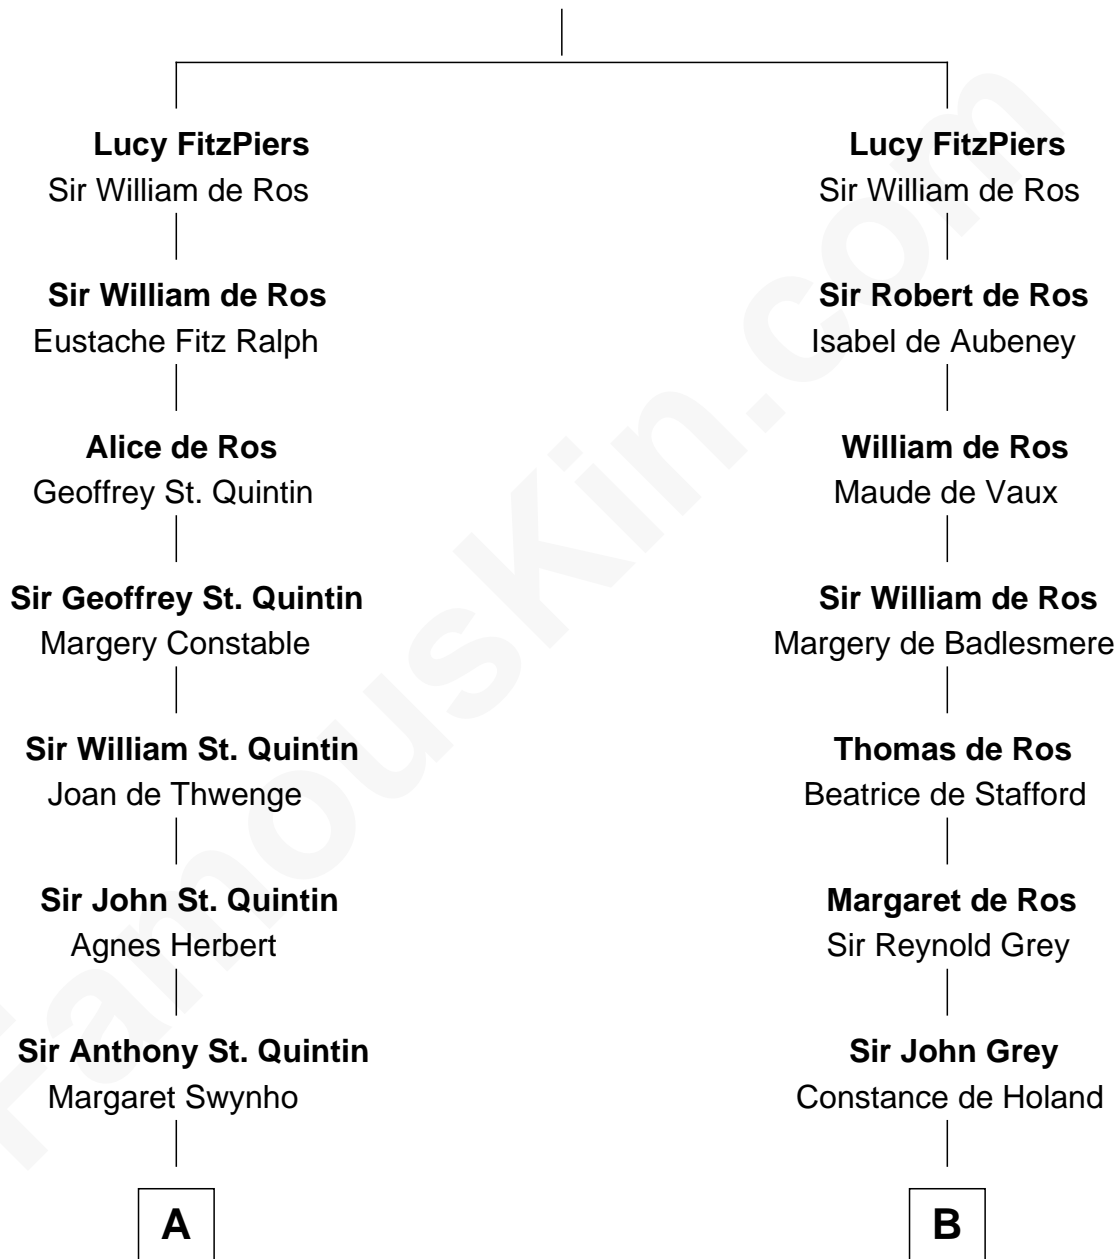 Lucy FitzPiers
Sir William de Ros
Sir William de Ros
Eustache Fitz Ralph
Alice de Ros
Geoffrey St. Quintin
Sir Geoffrey St. Quintin
Margery Constable
Sir William St. Quintin
Joan de Thwenge
Sir John St. Quintin
Agnes Herbert
Sir Anthony St. Quintin
Margaret Swynho
A
Lucy FitzPiers
Sir William de Ros
Sir Robert de Ros
Isabel de Aubeney
William de Ros
Maude de Vaux
Sir William de Ros
Margery de Badlesmere
Thomas de Ros
Beatrice de Stafford
Margaret de Ros
Sir Reynold Grey
Sir John Grey
Constance de Holand
B
FamousKin.com